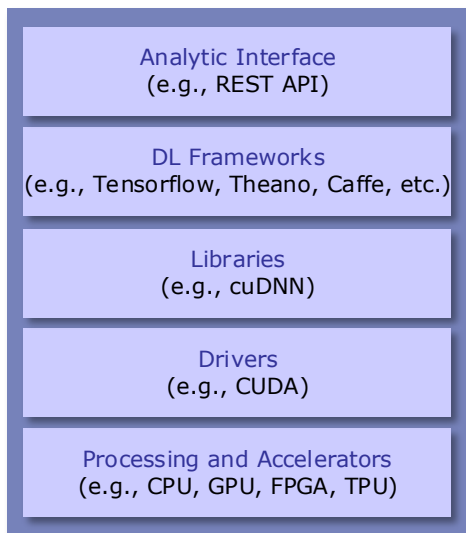 Analytic Interface
(e.g., REST API)
DL Frameworks
(e.g., Tensorflow, Theano, Caffe, etc.)
Libraries
(e.g., cuDNN)
Drivers
(e.g., CUDA)
Processing and Accelerators
(e.g., CPU, GPU, FPGA, TPU)